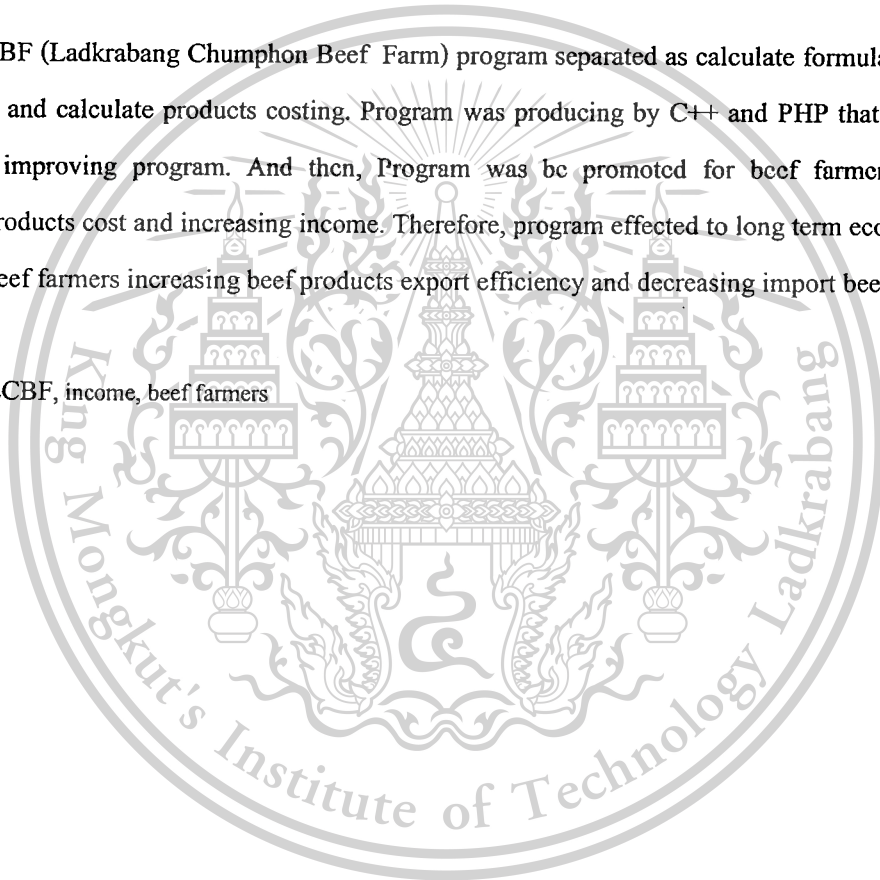 BF (Ladkrabang Chumphon Beef Farm) program separated as calculate formula
and calculate products costing. Program was producing by C++ and PHP that
improving program. And then, Program was be promoted for beef farmer
roducts cost and increasing income. Therefore, program effected to long term eco
eef farmers increasing beef products export efficiency and decreasing import bee
CBF, income, beef farmers
King Mongkut's Institute of Technology Ladkrabang